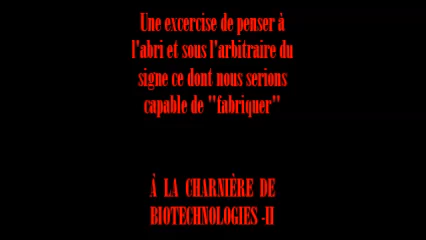 Une excercise de penser à
l'abri et sous l'arbitraire du
signe ce dont nous serions
capable de "fabriquer"
À LA CHARNIÈRE DE
BIOTECHNOLOGIES -II